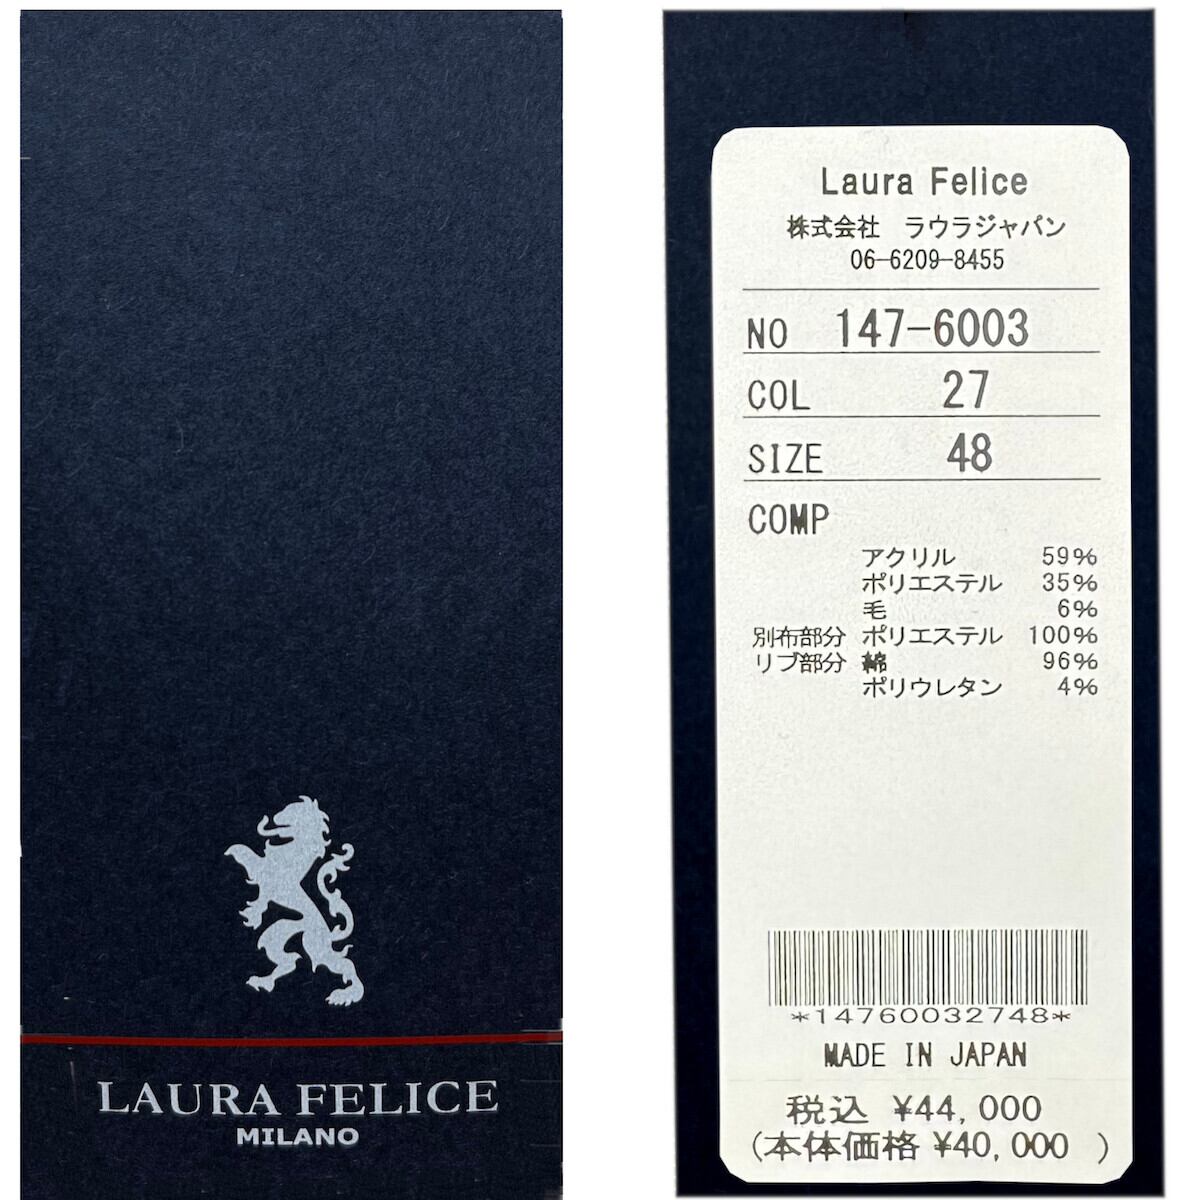 LAURA FELICE
MILANO
Laura Felice
株式会社 ラウラジャパン
06-6209-8455
NO 147-6003
COL 27
SIZE 48
COMP
アクリル 59%
ポリエステル 35%
毛 6%
別布部分 ポリエステル 100%
リブ部分 綿 96%
ポリウレタン 4%
*14760032748*
MADE IN JAPAN
税込 ¥44,000
(本体価格 ¥40,000 )